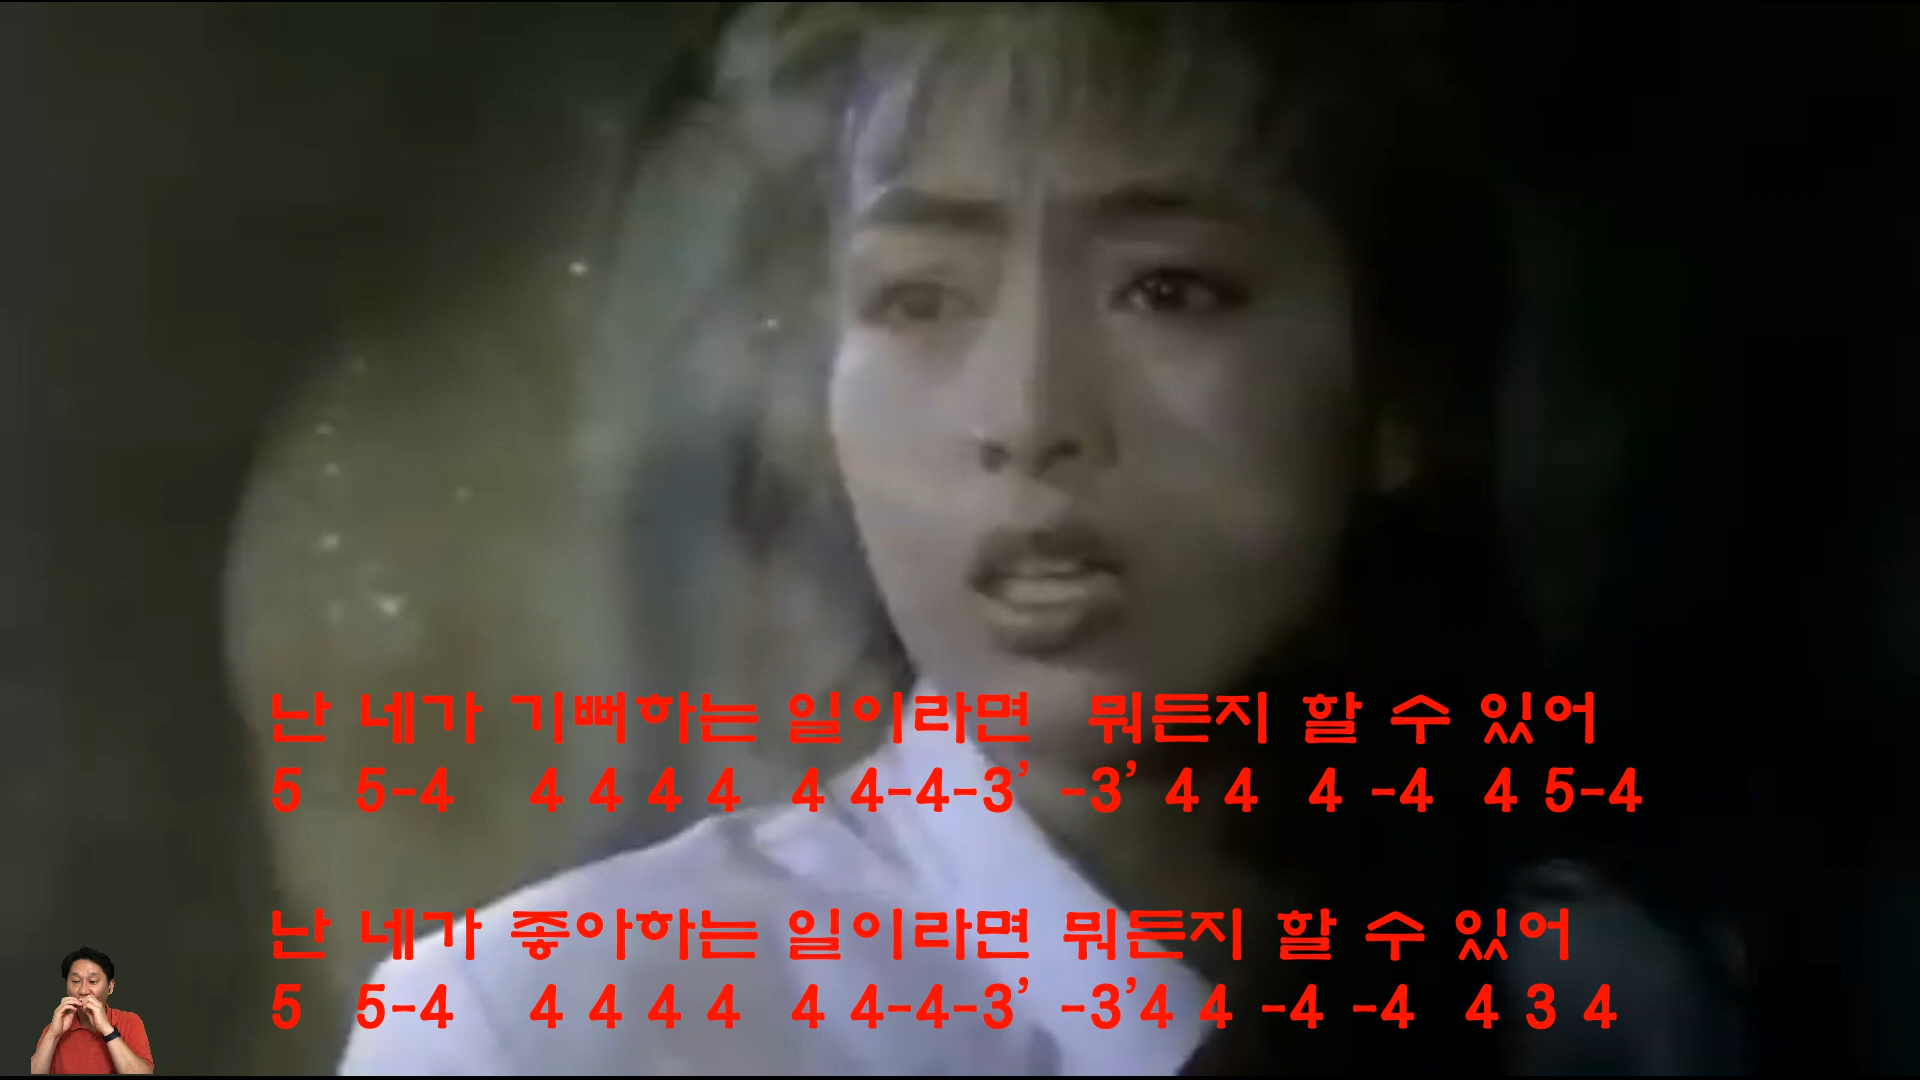 난 네가 기뻐하는 일이라면 뭐든지 할 수 있어
5 5-4 4 4 4 4 4 4-4-3’ -3’ 4 4 4 -4 4 5-4
난 네가 좋아하는 일이라면 뭐든지 할 수 있어
5 5-4 4 4 4 4 4 4-4-3’ -3’4 4 -4 -4 4 3 4